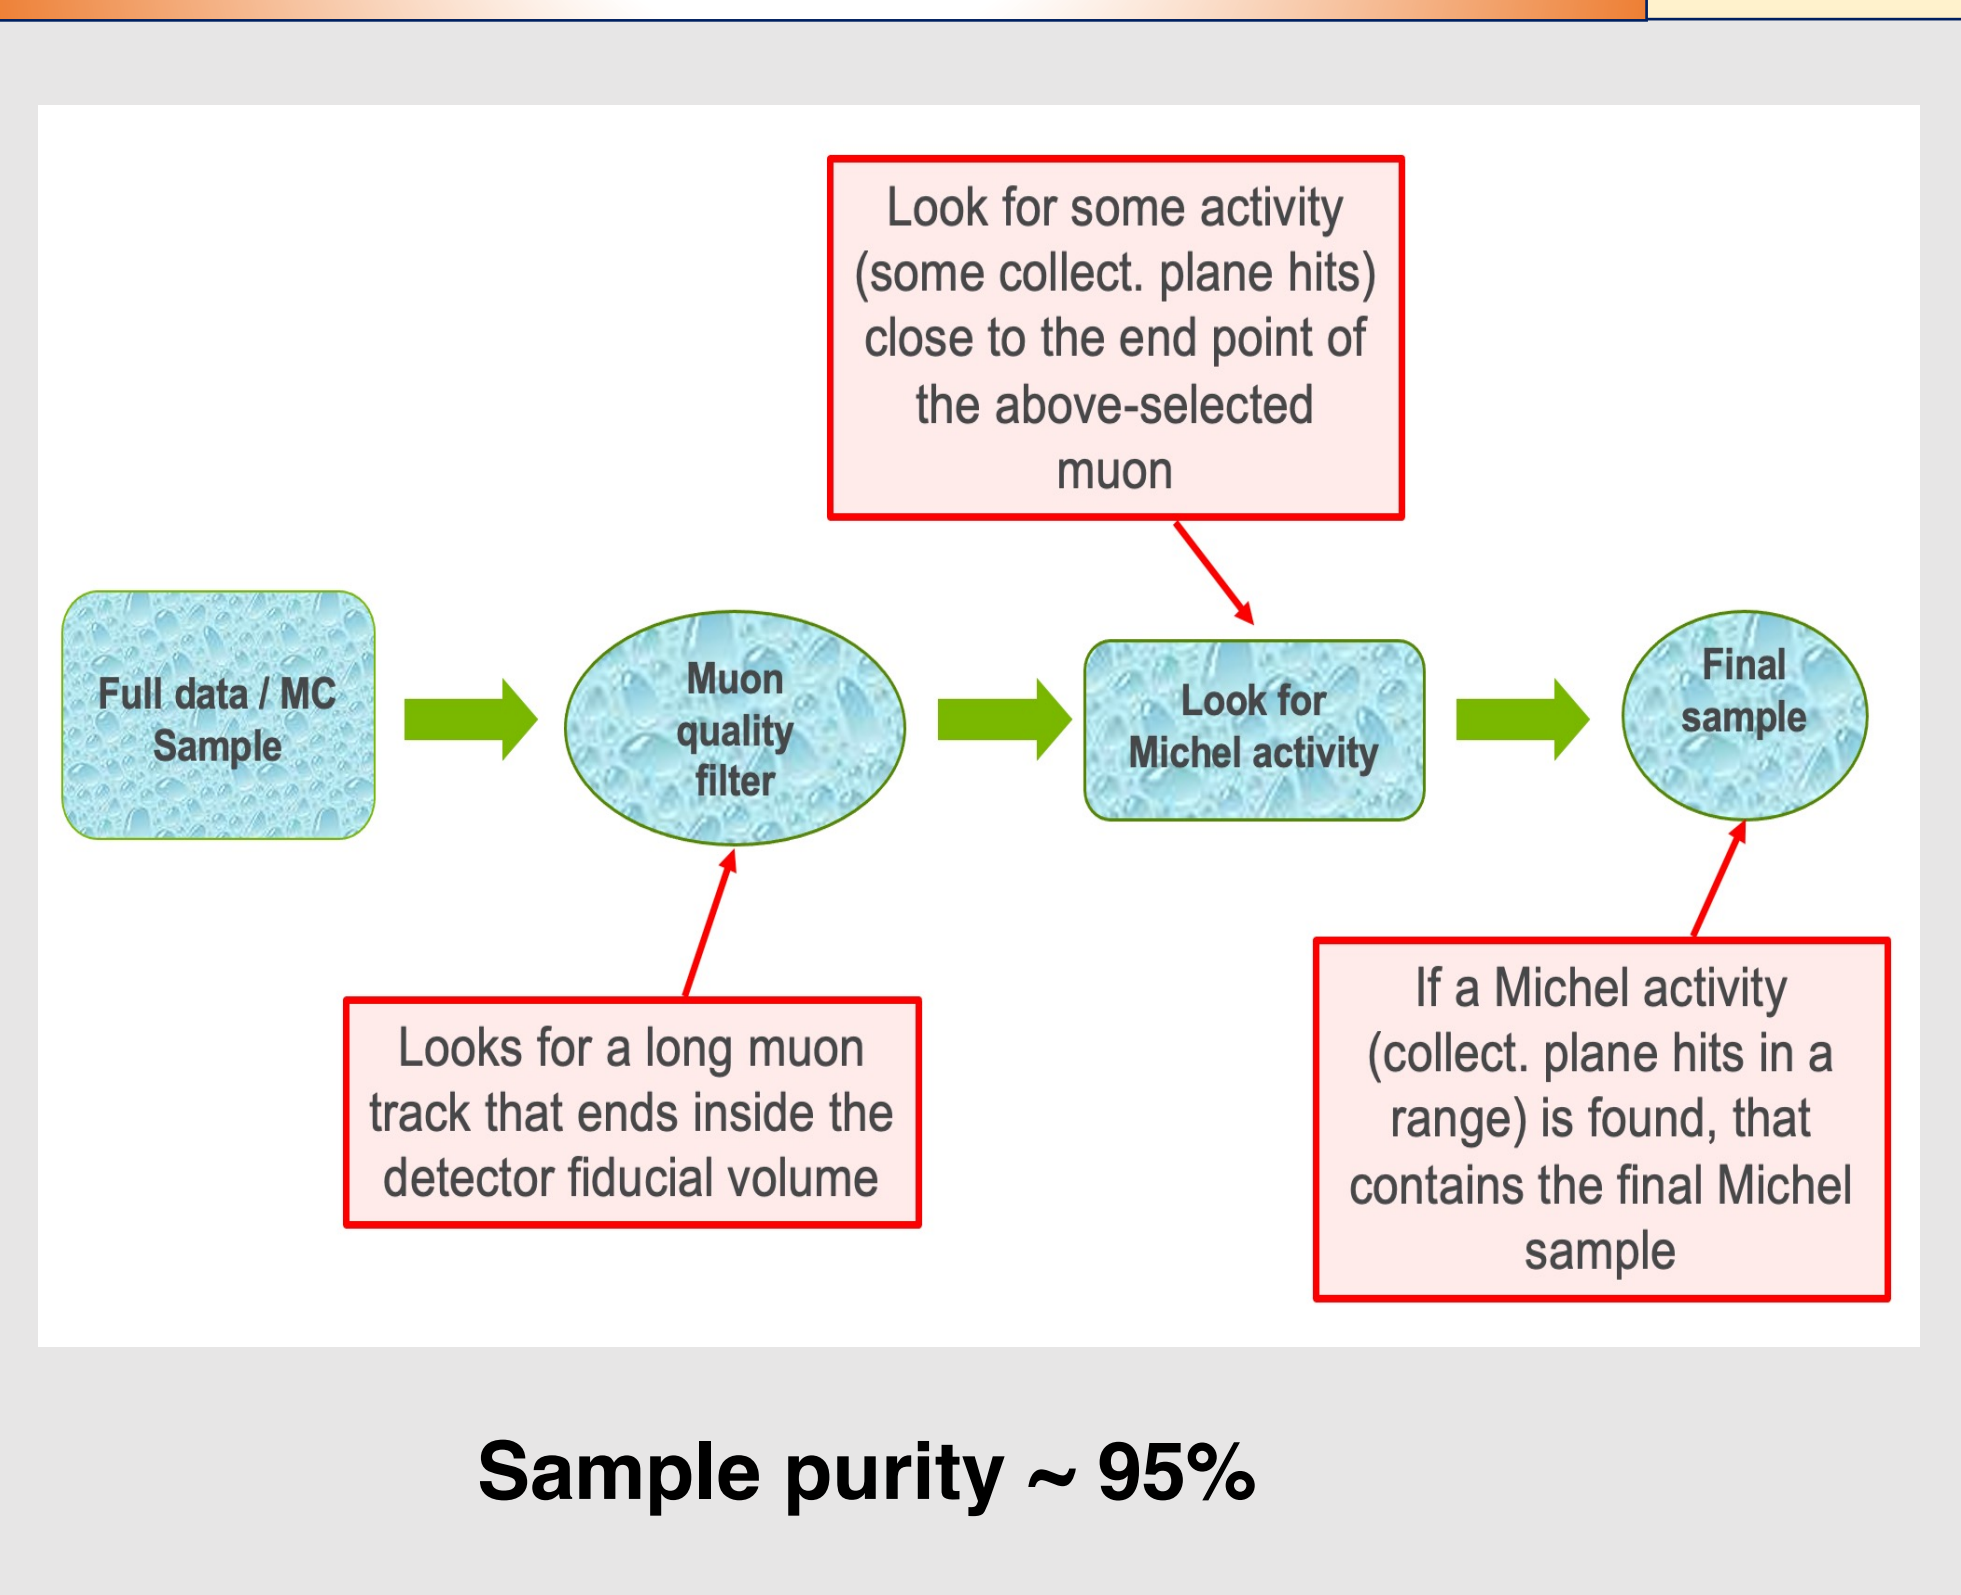 Look for some activity
(some collect. plane hits)
close to the end point of
the above-selected
muon
Full data / MC
Sample
Muon
quality
filter
Look for
Michel activity
Final
sample
Looks for a long muon
track that ends inside the
detector fiducial volume
If a Michel activity
(collect. plane hits in a
range) is found, that
contains the final Michel
sample
Sample purity ~ 95%